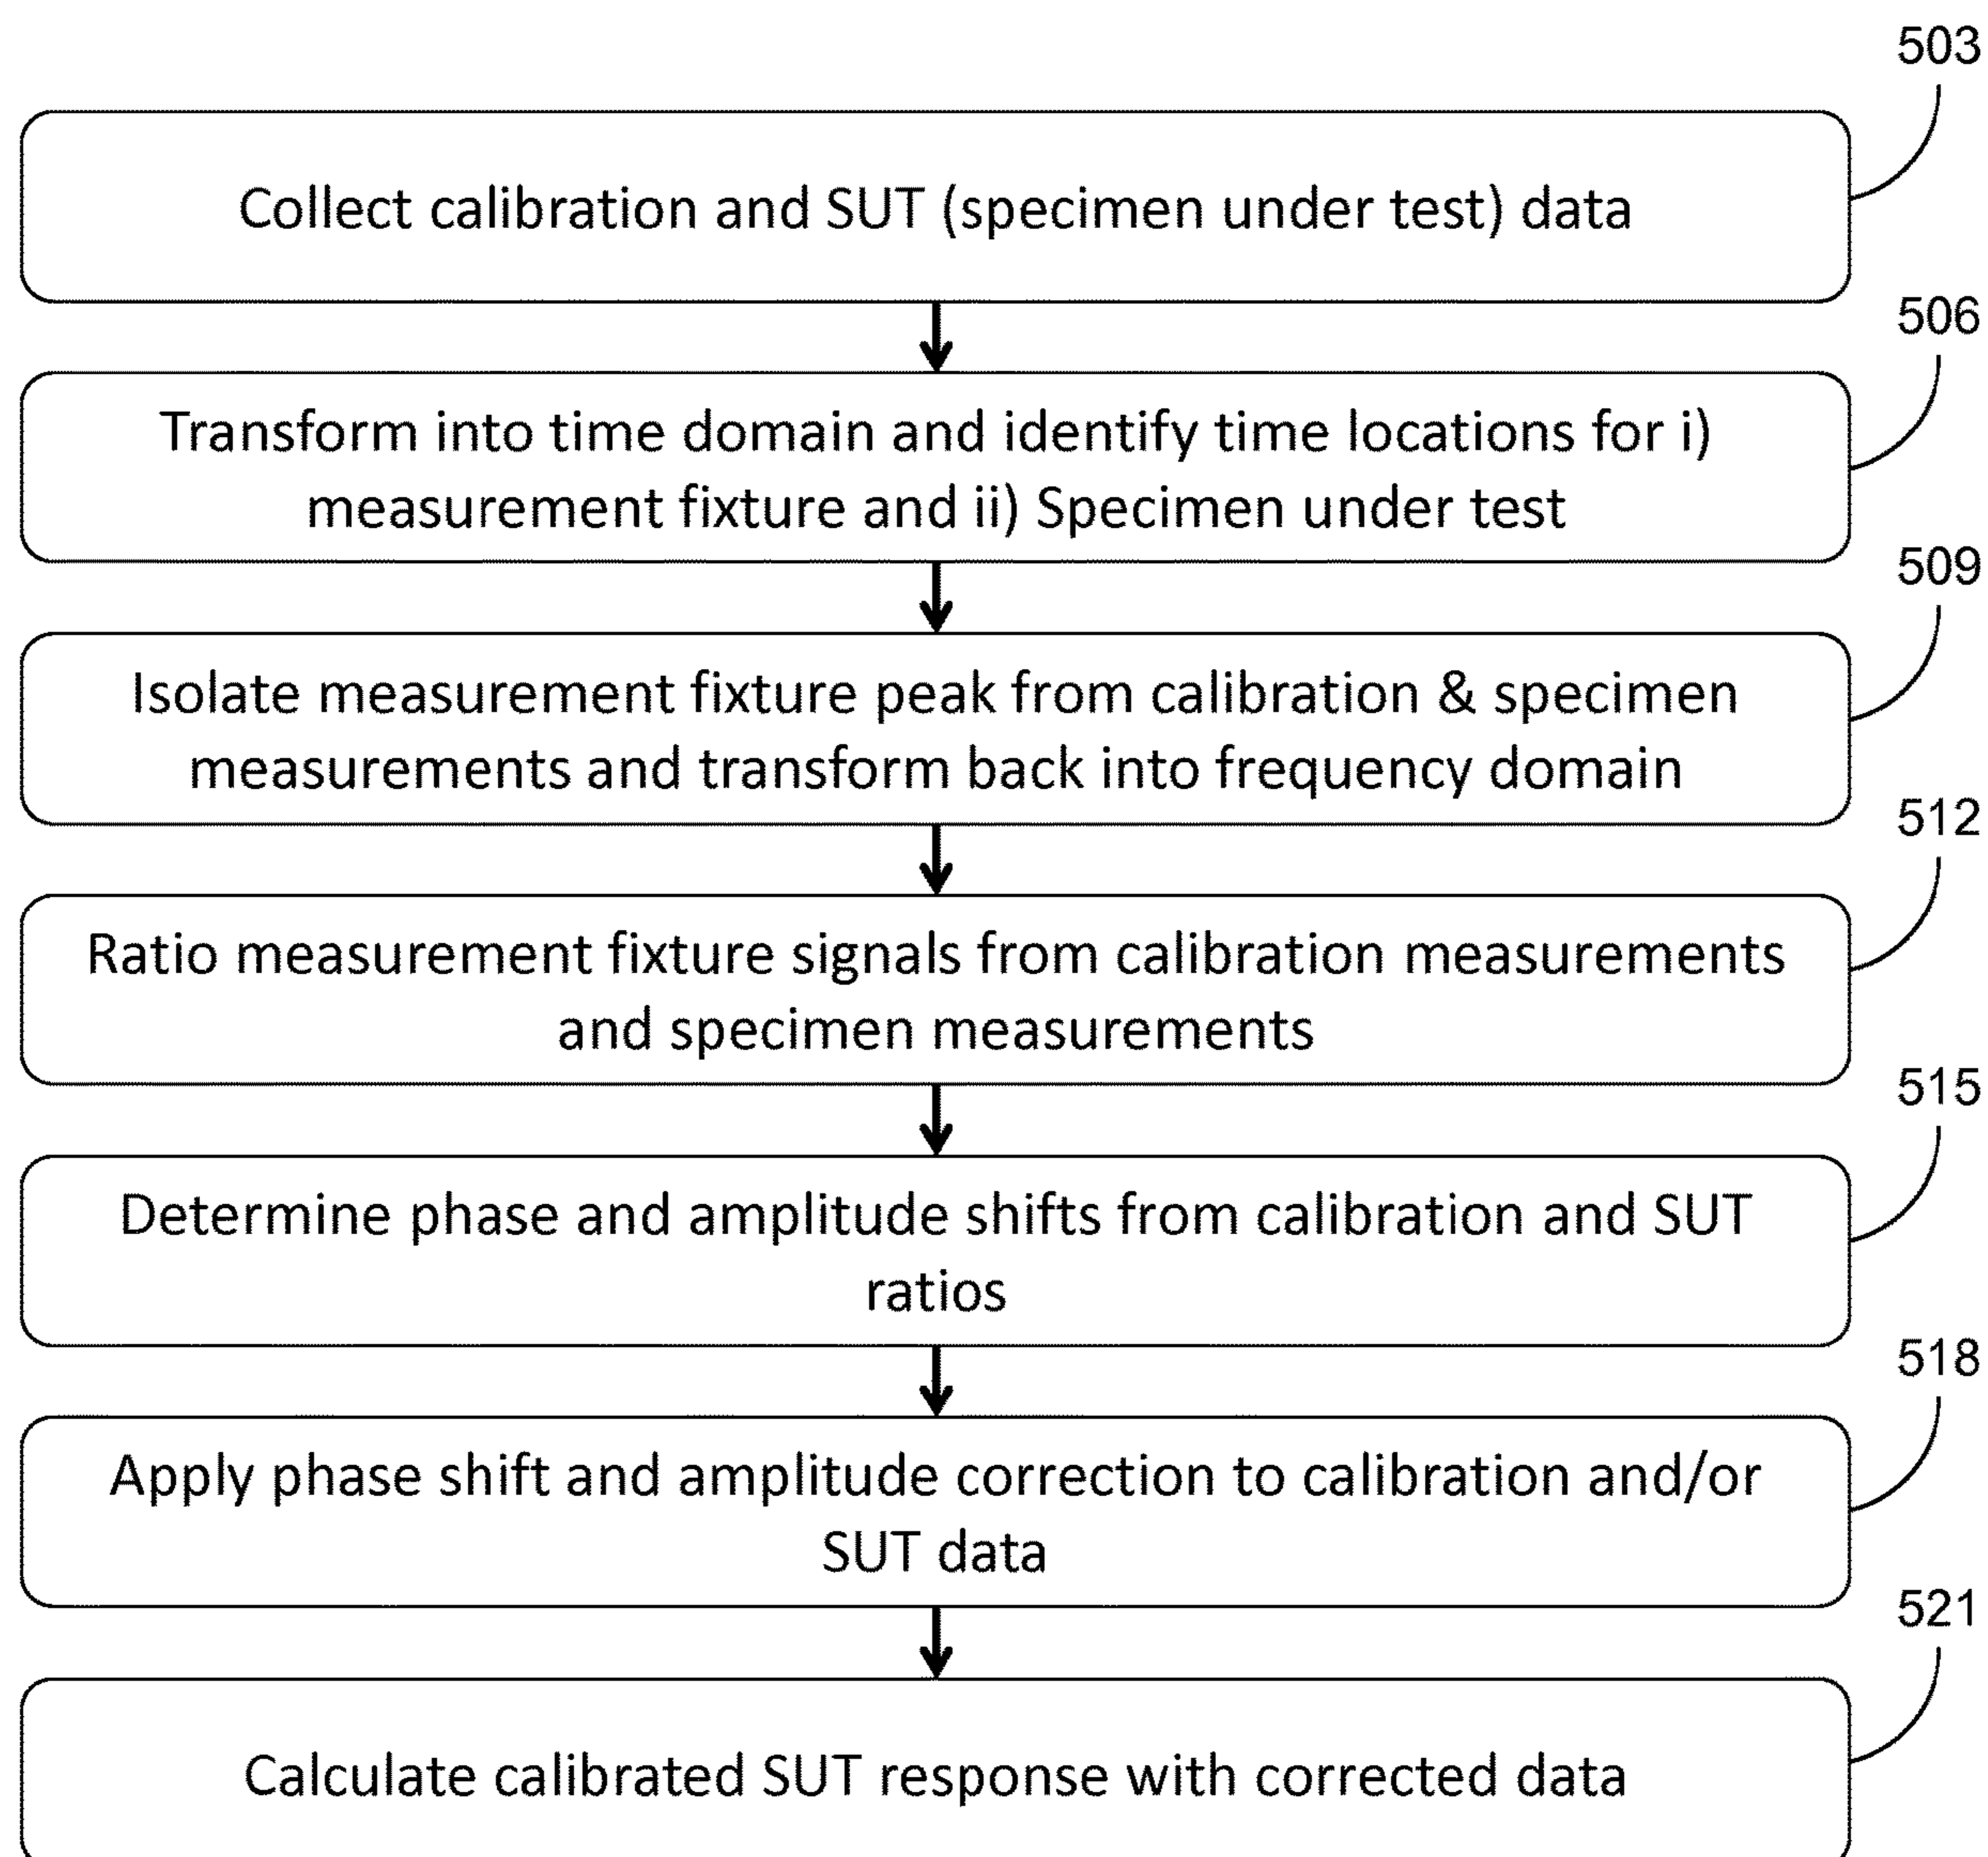 503
Collect calibration and SUT (specimen under test) data
506
Transform into time domain and identify time locations for i)
measurement fixture and ii) Specimen under test
509
Isolate measurement fixture peak from calibration & specimen
measurements and transform back into frequency domain
512
Ratio measurement fixture signals from calibration measurements
and specimen measurements
515
Determine phase and amplitude shifts from calibration and SUT
ratios
518
Apply phase shift and amplitude correction to calibration and/or
SUT data
521
Calculate calibrated SUT response with corrected data